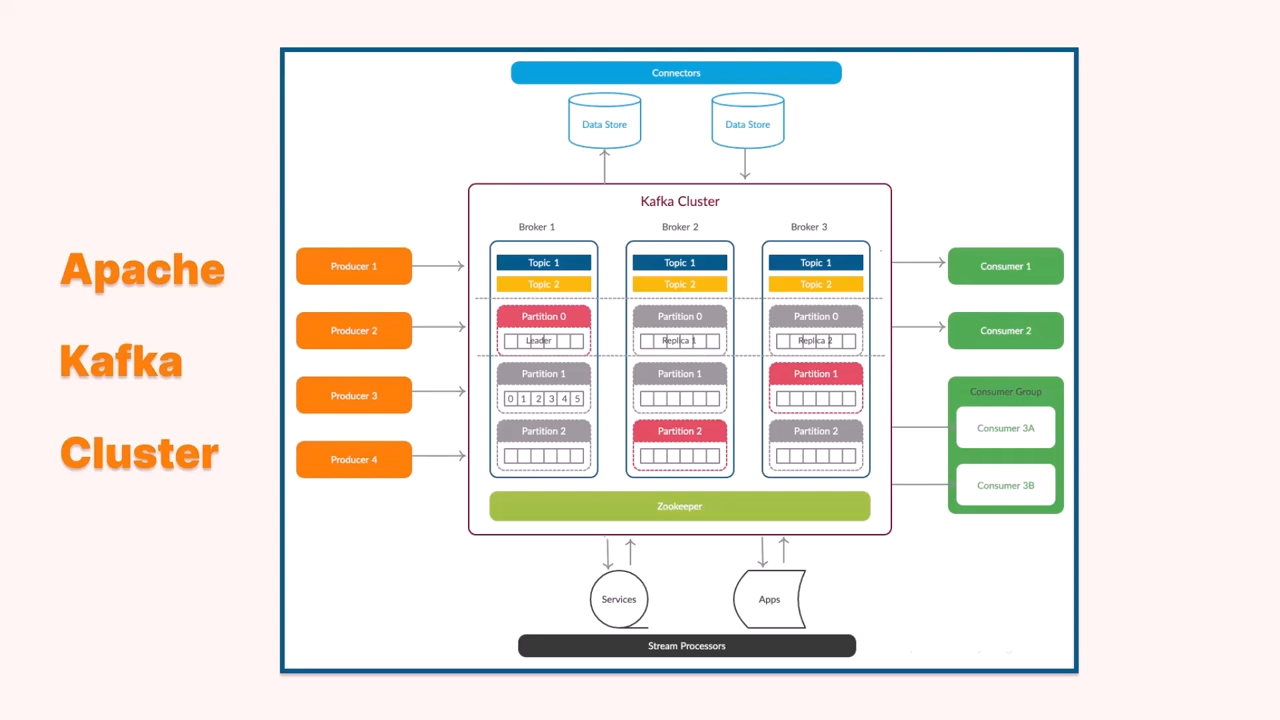 Apache
Kafka
Cluster
Connectors
Data Store
Data Store
Kafka Cluster
Broker 1
Broker 2
Broker 3
Producer 1
Producer 2
Producer 3
Producer 4
Topic 1
Topic 2
Partition 0
Leader
Partition 1
0 1 2 3 4 5
Partition 2
Topic 1
Topic 2
Partition 0
Replica 1
Partition 1
Partition 2
Topic 1
Topic 2
Partition 0
Replica 2
Partition 1
Partition 2
Zookeeper
Consumer 1
Consumer 2
Consumer Group
Consumer 3A
Consumer 3B
Services
Apps
Stream Processors